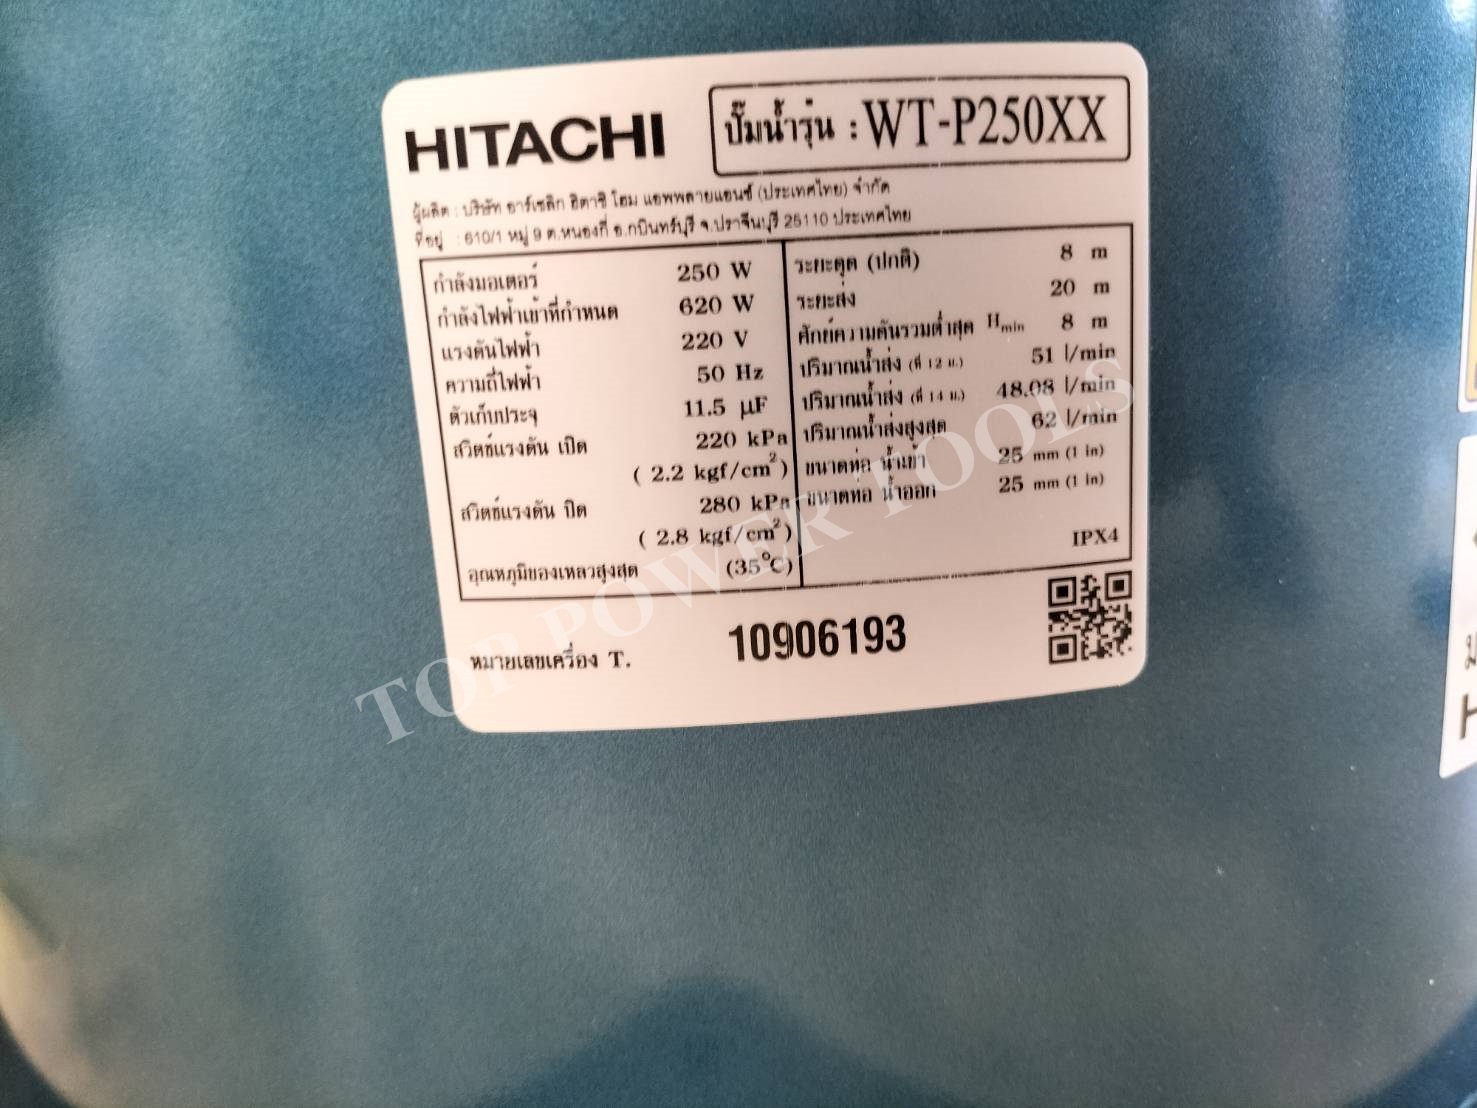 HITACHI
ปั๊มน้ำรุ่น : WT-P250XX
ผู้ผลิต : บริษัท อาร์เซลิก ฮิตาชิ โฮม แอพพลายแอนซ์ (ประเทศไทย) จำกัด
ที่อยู่ : 610/1 หมู่ 9 ต.หนองกี่ อ.กบินทร์บุรี จ.ปราจีนบุรี 25110 ประเทศไทย
กำลังมอเตอร์ 250 W
กำลังไฟฟ้าเข้าที่กำหนด 620 W
แรงดันไฟฟ้า 220 V
ความถี่ไฟฟ้า 50 Hz
ตัวเก็บประจุ 11.5 µF
สวิตช์แรงดัน เปิด 220 kPa
( 2.2 kgf/cm²)
สวิตช์แรงดัน ปิด 280 kPa
( 2.8 kgf/cm²)
อุณหภูมิของเหลวสูงสุด (35°C)
ระยะดูด (ปกติ) 8 m
ระยะส่ง 20 m
ศักย์ความดันรวมต่ำสุด Hmin 8 m
ปริมาณน้ำส่ง (ที่ 12 ม.) 51 l/min
ปริมาณน้ำส่ง (ที่ 14 ม.) 48.08 l/min
ปริมาณน้ำส่งสูงสุด 62 l/min
ขนาดท่อ น้ำเข้า 25 mm (1 in)
ขนาดท่อ น้ำออก 25 mm (1 in)
IPX4
หมายเลขเครื่อง T. 10906193
TOP POWER TOOLS